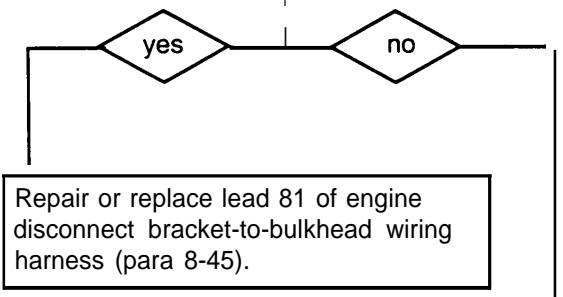 yes no
Repair or replace lead 81 of engine
disconnect bracket-to-bulkhead wiring
harness (para 8-45).